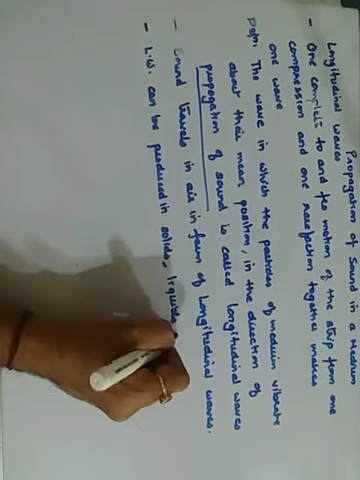 Propagation of Sound in a Medium
Longitudinal waves
- One complete to and fro motion of the strip from one
compression and one rarefaction together makes
one wave
Defn: The wave in which the particles of medium vibrate
about their mean position, in the direction of
propagation of sound is called longitudinal waves
- Sound travels in air in form of Longitudinal waves.
- L.W. can be produced in solids, liquids